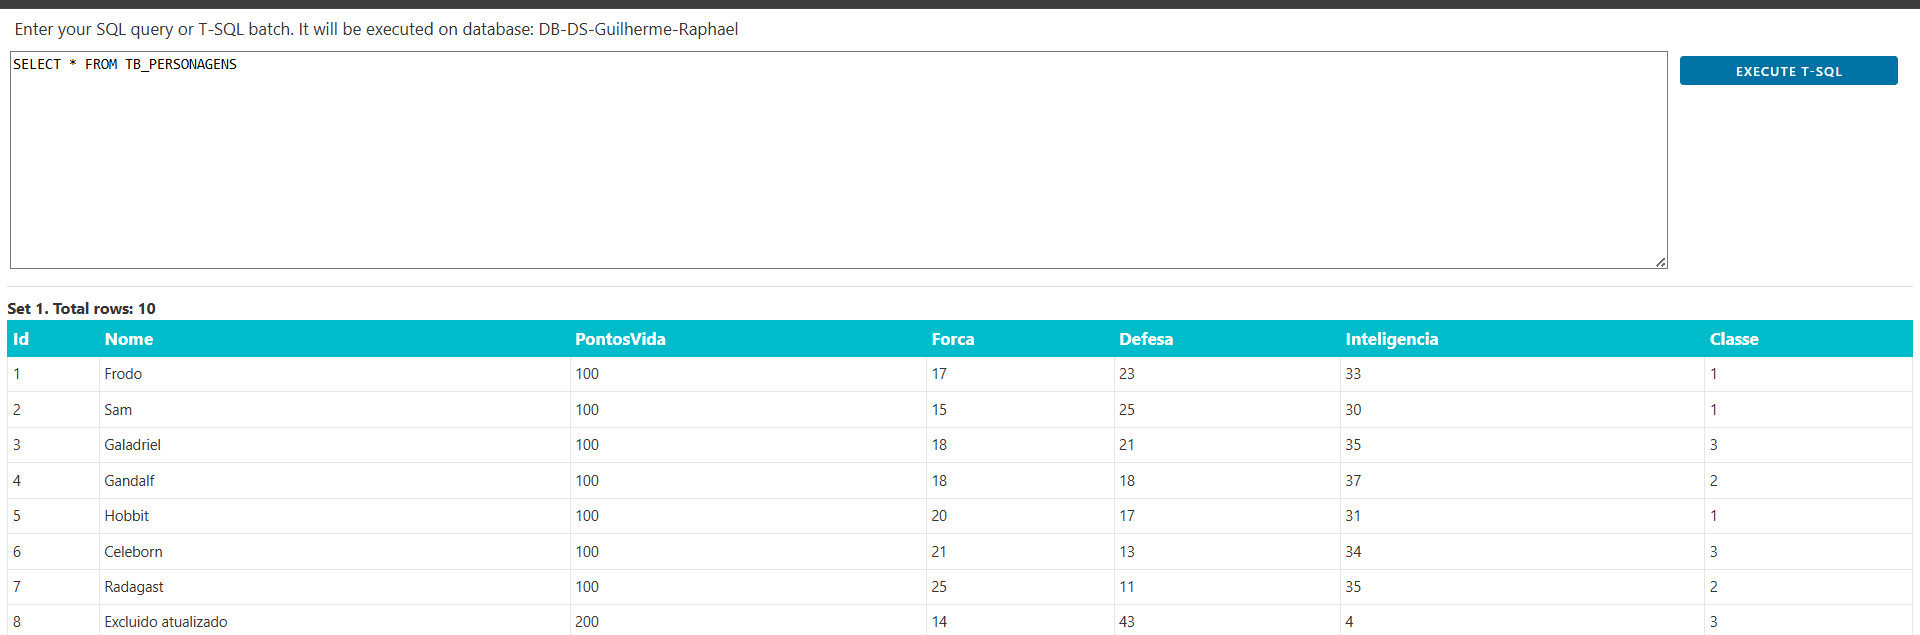 Enter your SQL query or T-SQL batch. It will be executed on database: DB-DS-Guilherme-Raphael
SELECT * FROM TB_PERSONAGENS
EXECUTE T-SQL
Set 1. Total rows: 10
Id Nome PontosVida Forca Defesa Inteligencia Classe
1 Frodo 100 17 23 33 1
2 Sam 100 15 25 30 1
3 Galadriel 100 18 21 35 3
4 Gandalf 100 18 18 37 2
5 Hobbit 100 20 17 31 1
6 Celeborn 100 21 13 34 3
7 Radagast 100 25 11 35 2
8 Excluido atualizado 200 14 43 4 3